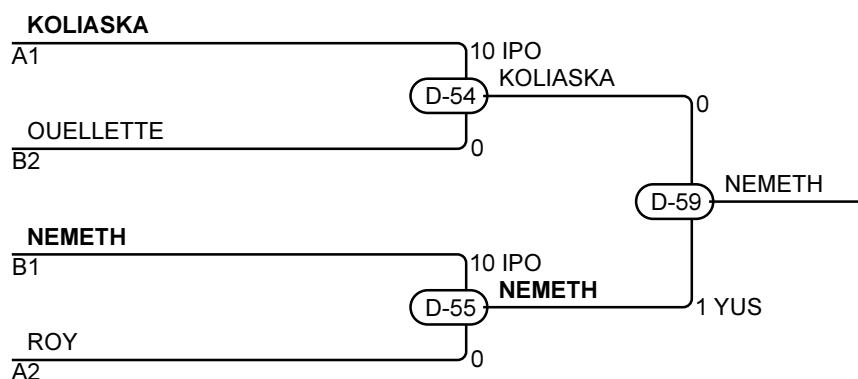 KOLIASKA
A1
10 IPO
D-54
KOLIASKA
OUELLETTE
B2
0
0
D-59
NEMETH
NEMETH
B1
10 IPO
D-55
NEMETH
1 YUS
ROY
A2
0